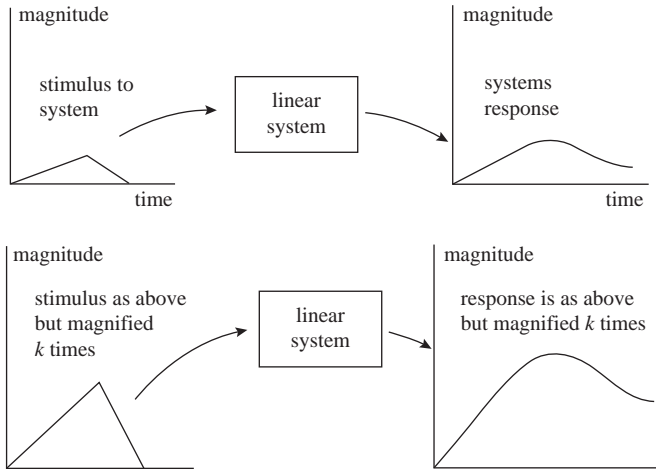 magnitude
stimulus to
system
linear
system
magnitude
systems
response
time
time
magnitude
stimulus as above
but magnified
k times
linear
system
magnitude
response is as above
but magnified k times